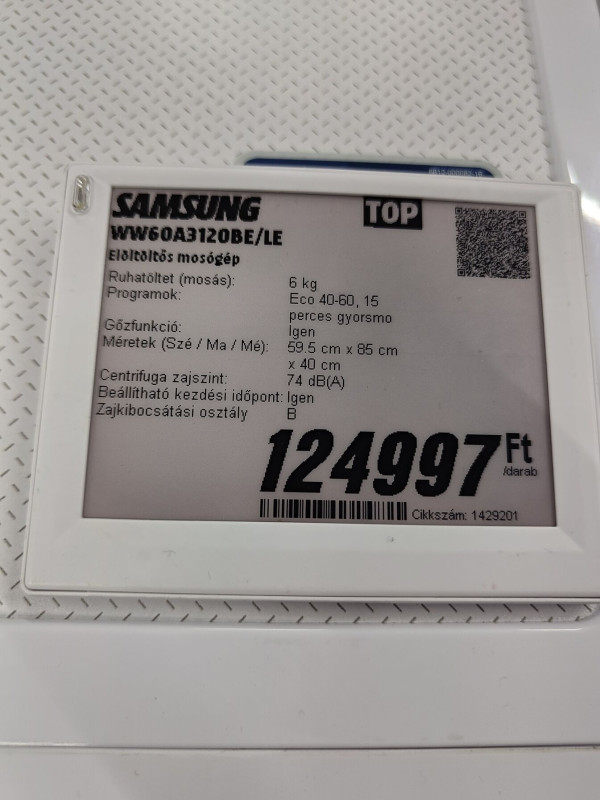 SAMSUNG
TOP
WW60A3120BE/LE
Elöltöltős mosógép
Ruhatöltet (mosás): 6 kg
Programok: Eco 40-60, 15
perces gyorsmo
Gőzfunkció: Igen
Méretek (Szé / Ma / Mé): 59.5 cm x 85 cm
x 40 cm
Centrifuga zajszint: 74 dB(A)
Beállítható kezdési időpont: Igen
Zajkibocsátási osztály B
124997 Ft
/darab
Cikkszám: 1429201